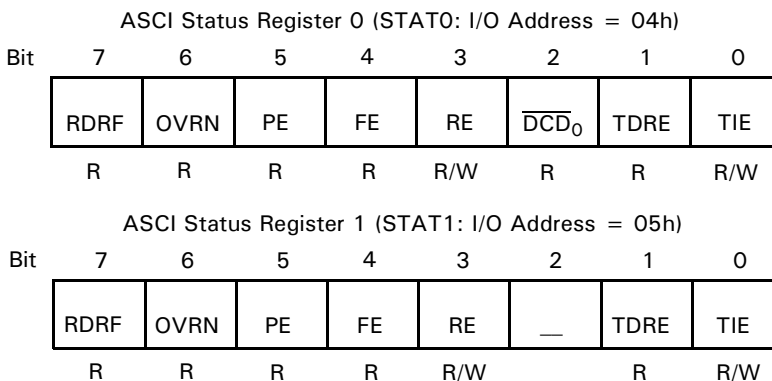 ASCI Status Register 0 (STAT0: I/O Address = 04h)
Bit 7 6 5 4 3 2 1 0
RDRF OVRN PE FE RE D̅C̅D̅₀ TDRE TIE
R R R R R/W R R R/W
ASCI Status Register 1 (STAT1: I/O Address = 05h)
Bit 7 6 5 4 3 2 1 0
RDRF OVRN PE FE RE __ TDRE TIE
R R R R R/W R R/W